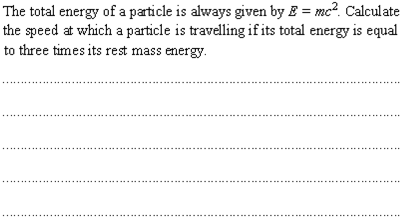 The total energy of a particle is always given by E = mc². Calculate
the speed at which a particle is travelling if its total energy is equal
to three times its rest mass energy.